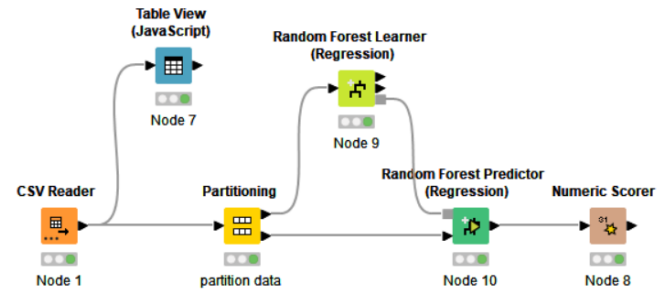 Table View
(JavaScript)
Node 7
Random Forest Learner
(Regression)
Node 9
CSV Reader
Node 1
Partitioning
partition data
Random Forest Predictor
(Regression)
Node 10
Numeric Scorer
Node 8